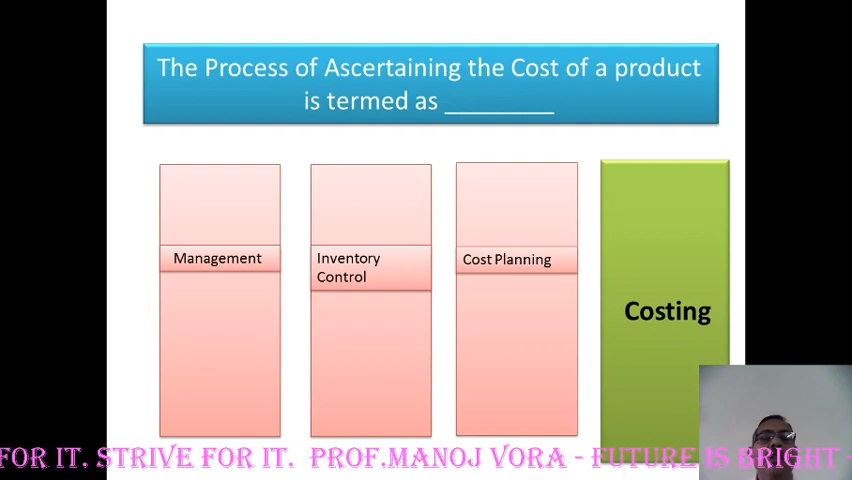 The Process of Ascertaining the Cost of a product
is termed as _________
Management
Inventory
Control
Cost Planning
Costing
FOR IT. STRIVE FOR IT. PROF.MANOJ VORA - FUTURE IS BRIGHT -